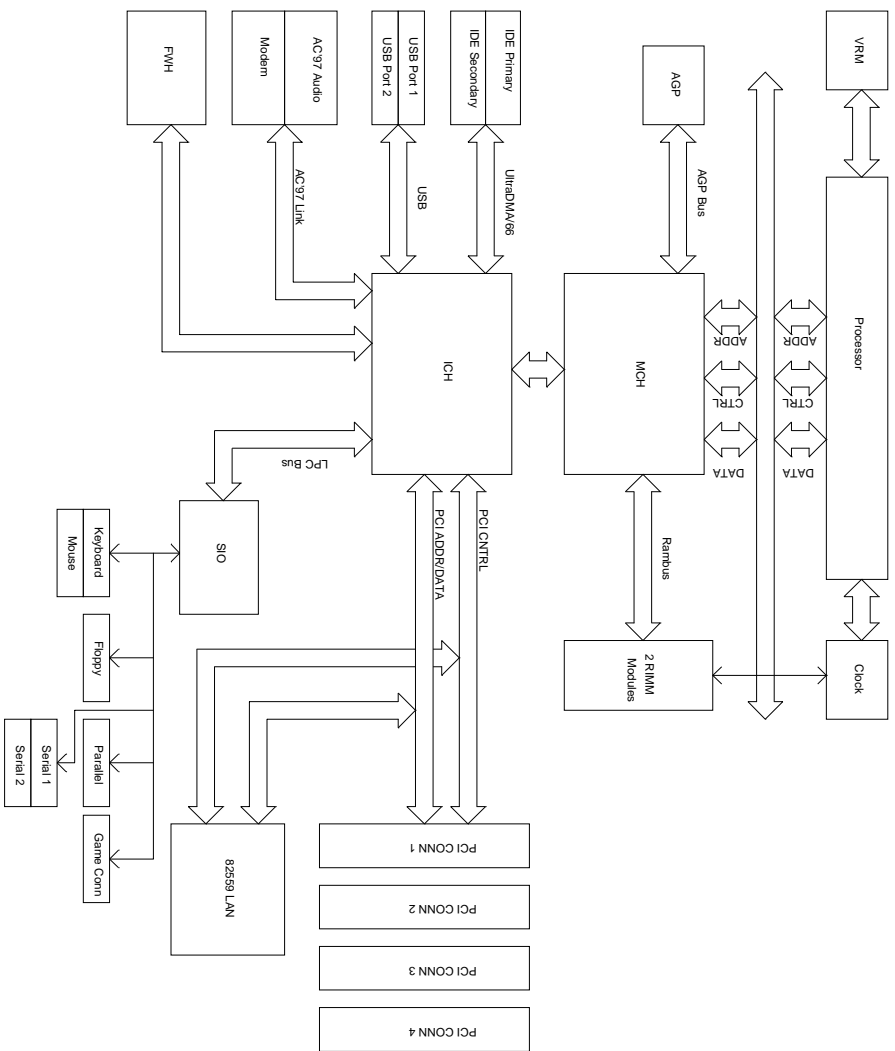 VRM
Processor
Clock
ADDR
CTRL
DATA
ADDR
CTRL
DATA
AGP
AGP Bus
MCH
Rambus
2 RIMM
Modules
IDE Primary
IDE Secondary
UltraDMA/66
USB Port 1
USB Port 2
USB
ICH
PCI CNTRL
PCI ADDR/DATA
PCI CONN 1
PCI CONN 2
PCI CONN 3
PCI CONN 4
AC'97 Audio
Modem
AC'97 Link
LPC Bus
FWH
SIO
82559 LAN
Keyboard
Mouse
Floppy
Parallel
Game Conn
Serial 1
Serial 2